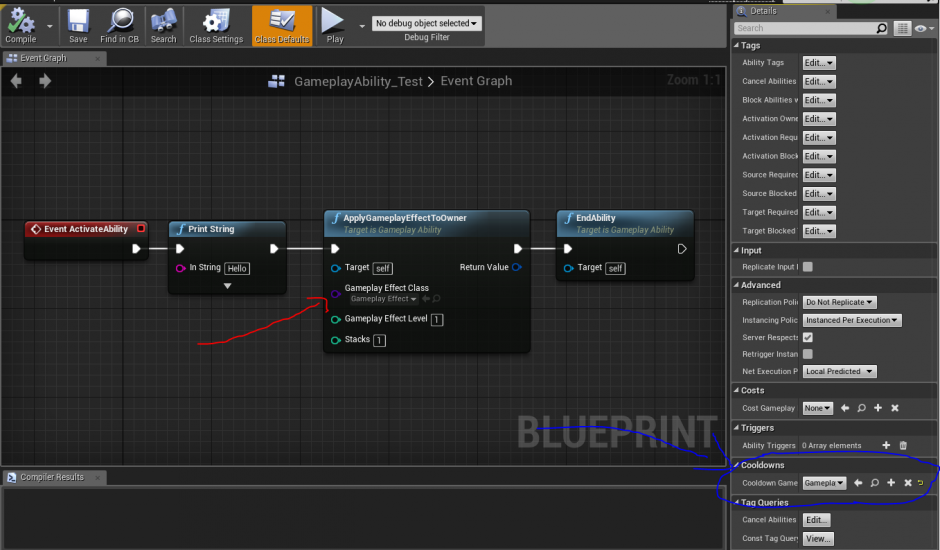 Details
Compile
Save
Find in CB
Search
Class Settings
Class Defaults
Play
No debug object selected
Debug Filter
Search
Event Graph
GameplayAbility_Test > Event Graph
Zoom 1:1
Event ActivateAbility
Print String
In String Hello
ApplyGameplayEffectToOwner
Target is Gameplay Ability
Target self
Return Value
Gameplay Effect Class
Gameplay Effect
Gameplay Effect Level 1
Stacks 1
EndAbility
Target is Gameplay Ability
Target self
BLUEPRINT
Compiler Results
Tags
Ability Tags Edit...
Cancel Abilities Edit...
Block Abilities w Edit...
Activation Owne Edit...
Activation Requ Edit...
Activation Block Edit...
Source Required Edit...
Source Blocked Edit...
Target Required Edit...
Target Blocked Edit...
Input
Replicate Input
Advanced
Replication Poli Do Not Replicate
Instancing Polic Instanced Per Execution
Server Respects
Retrigger Instan
Net Execution P Local Predicted
Costs
Cost Gameplay None
Triggers
Ability Triggers 0 Array elements
Cooldowns
Cooldown Game Gamepla
Tag Queries
Cancel Abilities Edit...
Const Tag Query View...